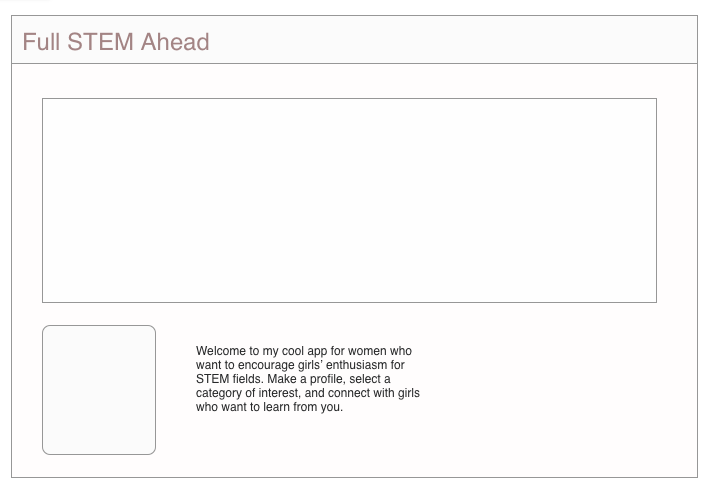 Full STEM Ahead
Welcome to my cool app for women who
want to encourage girls’ enthusiasm for
STEM fields. Make a profile, select a
category of interest, and connect with girls
who want to learn from you.